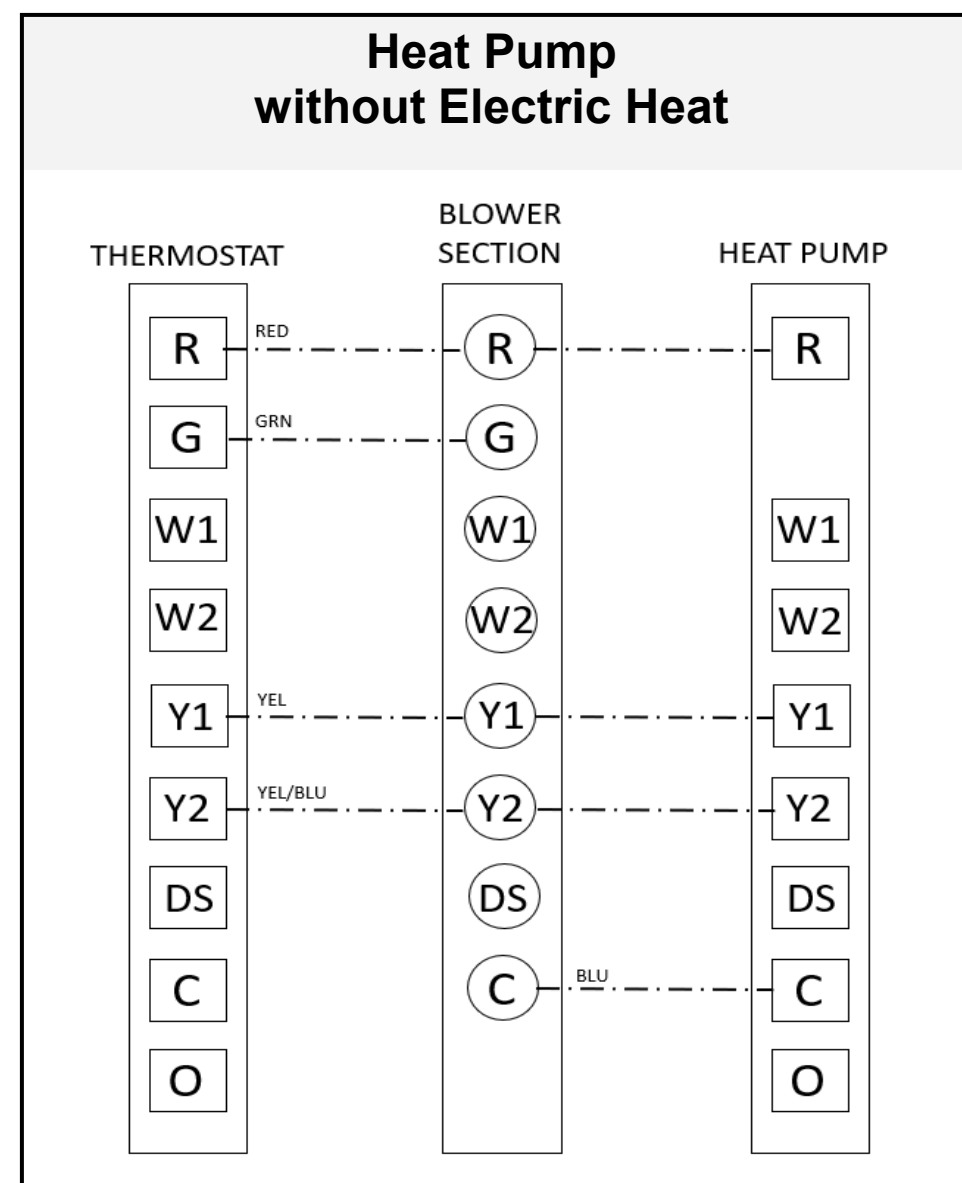 Heat Pump
without Electric Heat
THERMOSTAT
BLOWER
SECTION
HEAT PUMP
R RED R R
G GRN G
W1 W1 W1
W2 W2 W2
Y1 YEL Y1 Y1
Y2 YEL/BLU Y2 Y2
DS DS DS
C C BLU C
O O